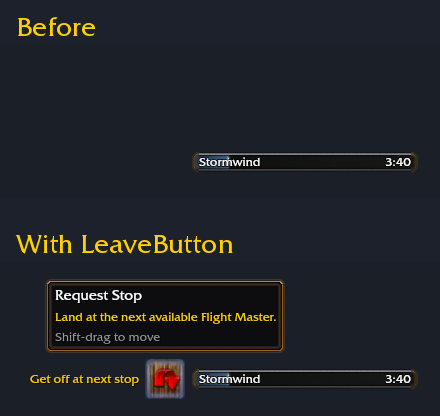 Before
Stormwind 3:40
With LeaveButton
Request Stop
Land at the next available Flight Master.
Shift-drag to move
Get off at next stop
Stormwind 3:40